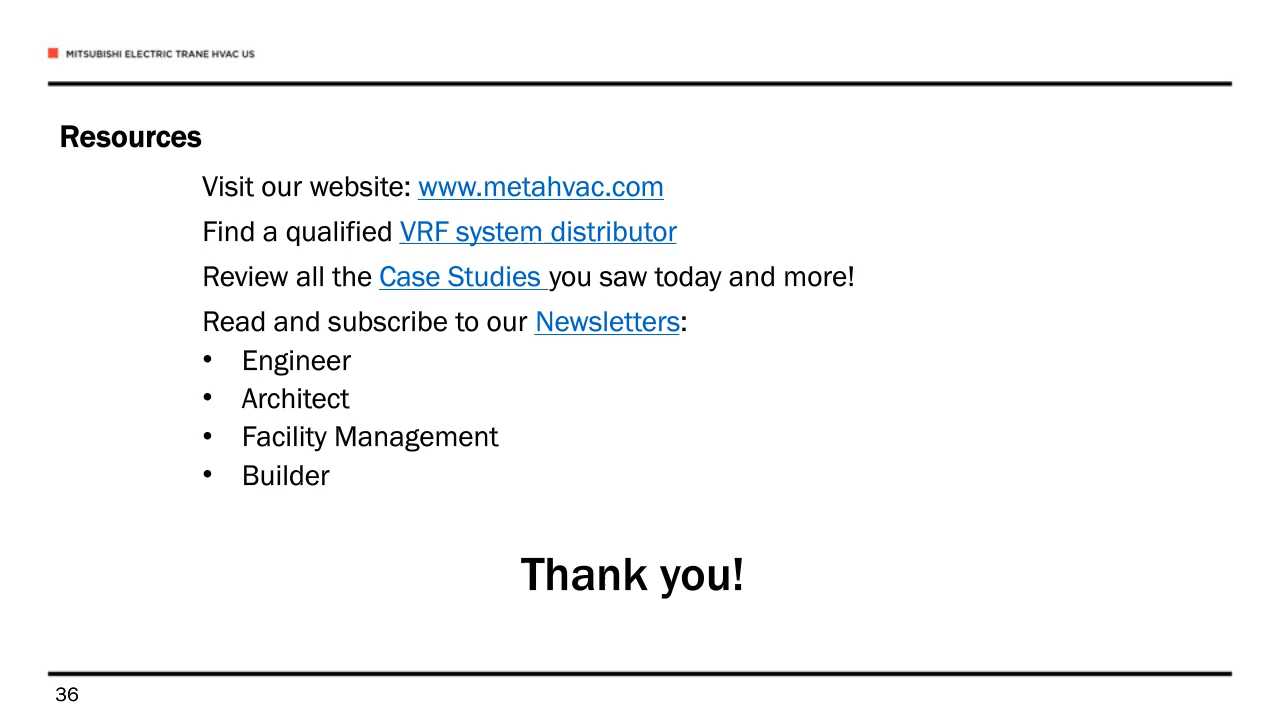 MITSUBISHI ELECTRIC TRANE HVAC US
Resources
Visit our website: www.metahvac.com
Find a qualified VRF system distributor
Review all the Case Studies you saw today and more!
Read and subscribe to our Newsletters:
• Engineer
• Architect
• Facility Management
• Builder
Thank you!
36